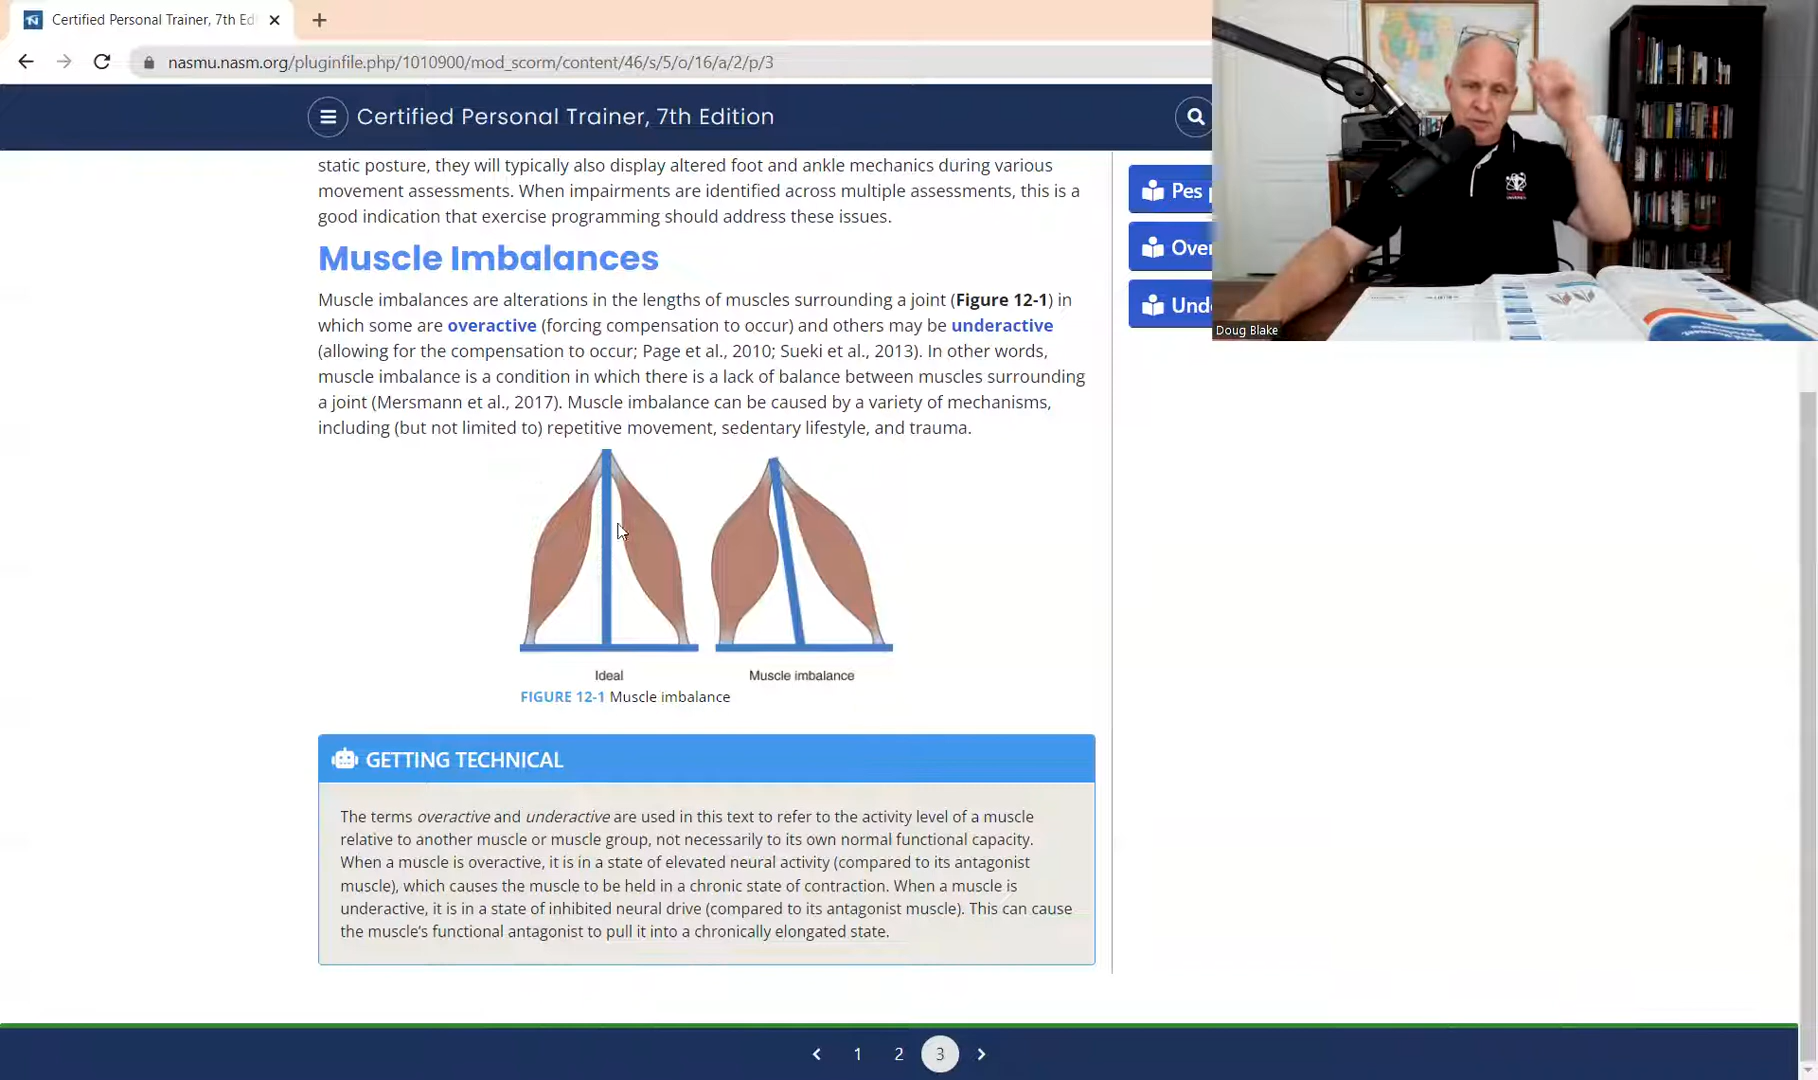 Certified Personal Trainer, 7th Ed
nasmu.nasm.org/pluginfile.php/1010900/mod_scorm/content/46/s/5/o/16/a/2/p/3
Certified Personal Trainer, 7th Edition
static posture, they will typically also display altered foot and ankle mechanics during various
movement assessments. When impairments are identified across multiple assessments, this is a
good indication that exercise programming should address these issues.
Muscle Imbalances
Muscle imbalances are alterations in the lengths of muscles surrounding a joint (Figure 12-1) in
which some are overactive (forcing compensation to occur) and others may be underactive
(allowing for the compensation to occur; Page et al., 2010; Sueki et al., 2013). In other words,
muscle imbalance is a condition in which there is a lack of balance between muscles surrounding
a joint (Mersmann et al., 2017). Muscle imbalance can be caused by a variety of mechanisms,
including (but not limited to) repetitive movement, sedentary lifestyle, and trauma.
Ideal
Muscle imbalance
FIGURE 12-1 Muscle imbalance
GETTING TECHNICAL
The terms overactive and underactive are used in this text to refer to the activity level of a muscle
relative to another muscle or muscle group, not necessarily to its own normal functional capacity.
When a muscle is overactive, it is in a state of elevated neural activity (compared to its antagonist
muscle), which causes the muscle to be held in a chronic state of contraction. When a muscle is
underactive, it is in a state of inhibited neural drive (compared to its antagonist muscle). This can cause
the muscle's functional antagonist to pull it into a chronically elongated state.
1 2 3
Pes
Over
Und
Doug Blake